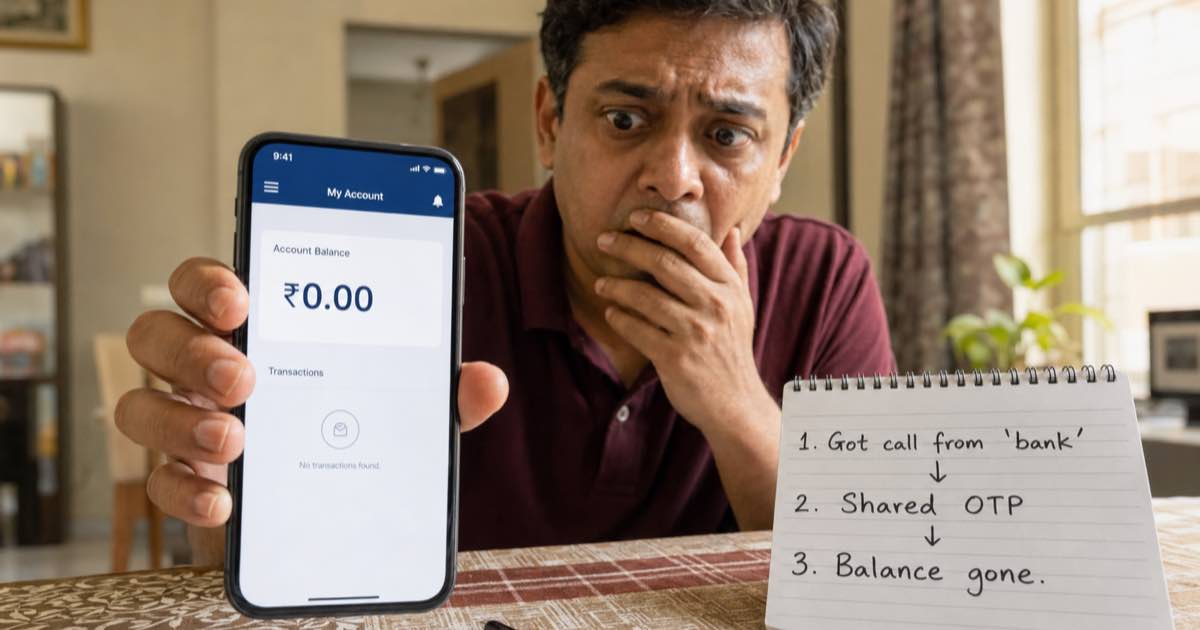 9:41
My Account
Account Balance
₹0.00
Transactions
No transactions found.
1. Got call from 'bank'
↓
2. Shared OTP
↓
3. Balance gone.